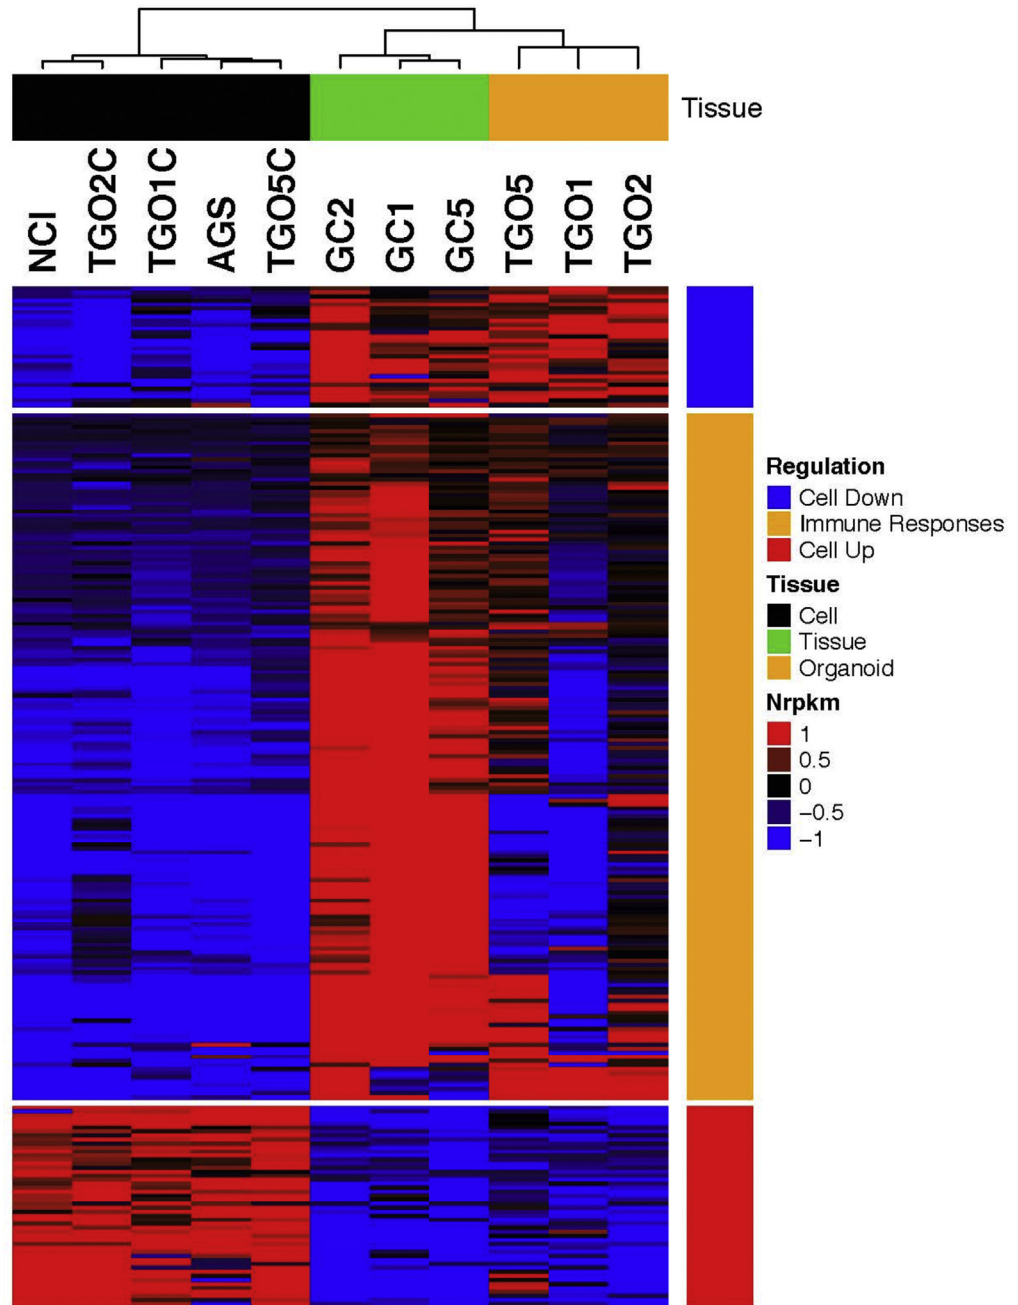 Tissue
NCI
TGO2C
TGO1C
AGS
TGO5C
GC2
GC1
GC5
TGO5
TGO1
TGO2
Regulation
Cell Down
Immune Responses
Cell Up
Tissue
Cell
Tissue
Organoid
Nrpkm
1
0.5
0
−0.5
−1